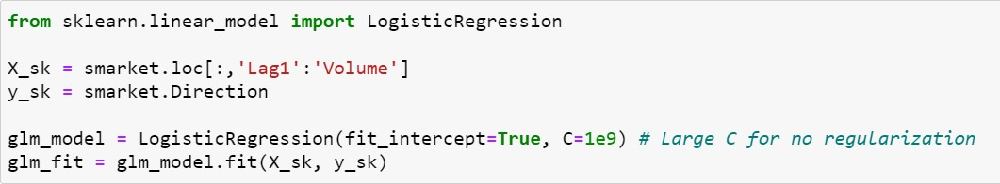 from sklearn.linear_model import LogisticRegression
X_sk = smarket.loc[:,'Lag1':'Volume']
y_sk = smarket.Direction
glm_model = LogisticRegression(fit_intercept=True, C=1e9) # Large C for no regularization
glm_fit = glm_model.fit(X_sk, y_sk)